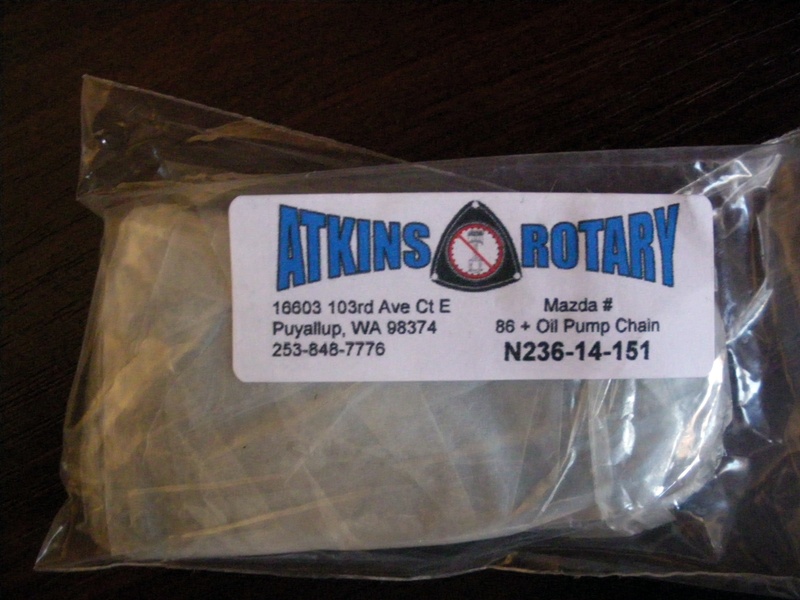 ATKINS ROTARY
16603 103rd Ave Ct E
Puyallup, WA 98374
253-848-7776
Mazda #
86 + Oil Pump Chain
N236-14-151